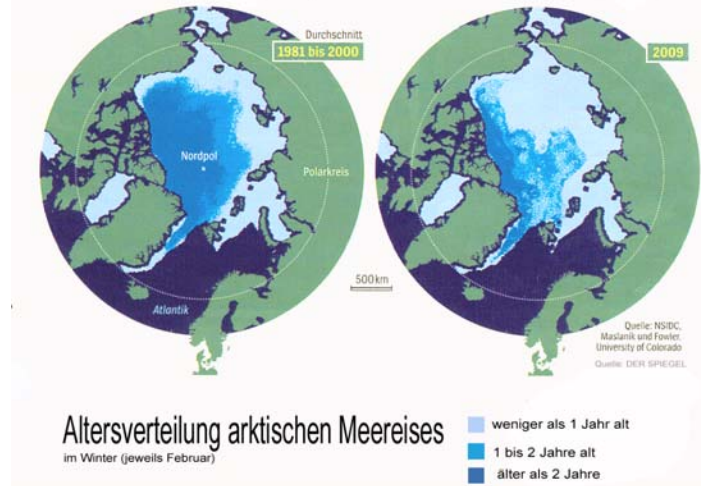 Durchschnitt
1981 bis 2000
2009
Nordpol
Polarkreis
500km
Atlantik
Quelle: NSIDC,
Maslanik und Fowler,
University of Colorado
Quelle: DER SPIEGEL
Altersverteilung arktischen Meereises
im Winter (jeweils Februar)
weniger als 1 Jahr alt
1 bis 2 Jahre alt
älter als 2 Jahre